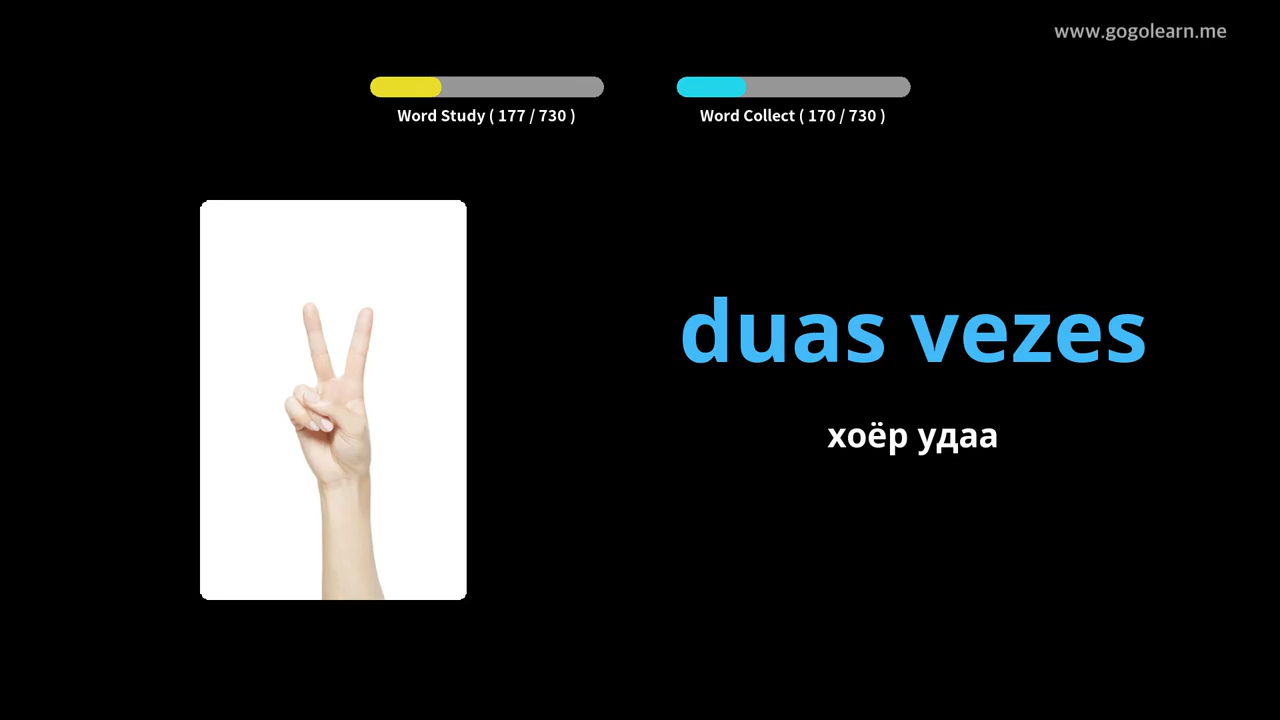 www.gogolearn.me
Word Study ( 177 / 730 )
Word Collect ( 170 / 730 )
duas vezes
хоёр удаа